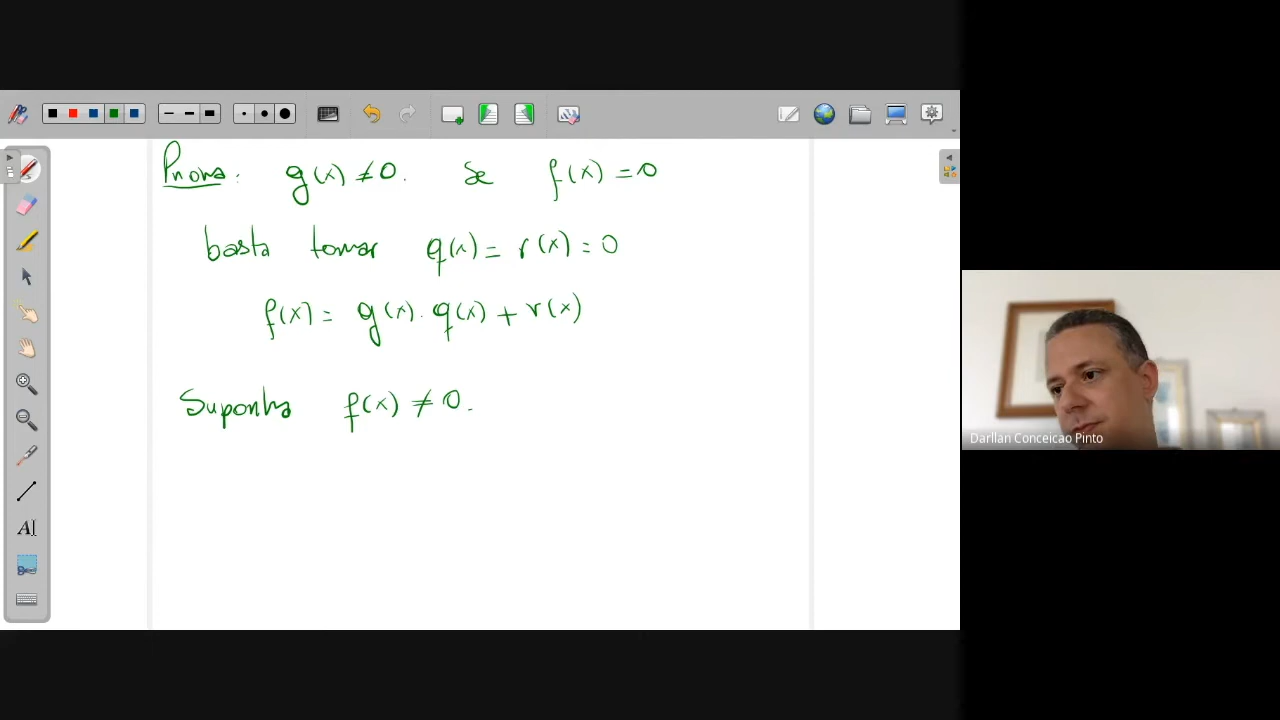 Prova: g(x) ≠ 0. Se f(x) = 0
basta tomar q(x) = r(x) = 0
f(x) = g(x) · q(x) + r(x)
Suponha f(x) ≠ 0.
Darllan Conceicao Pinto